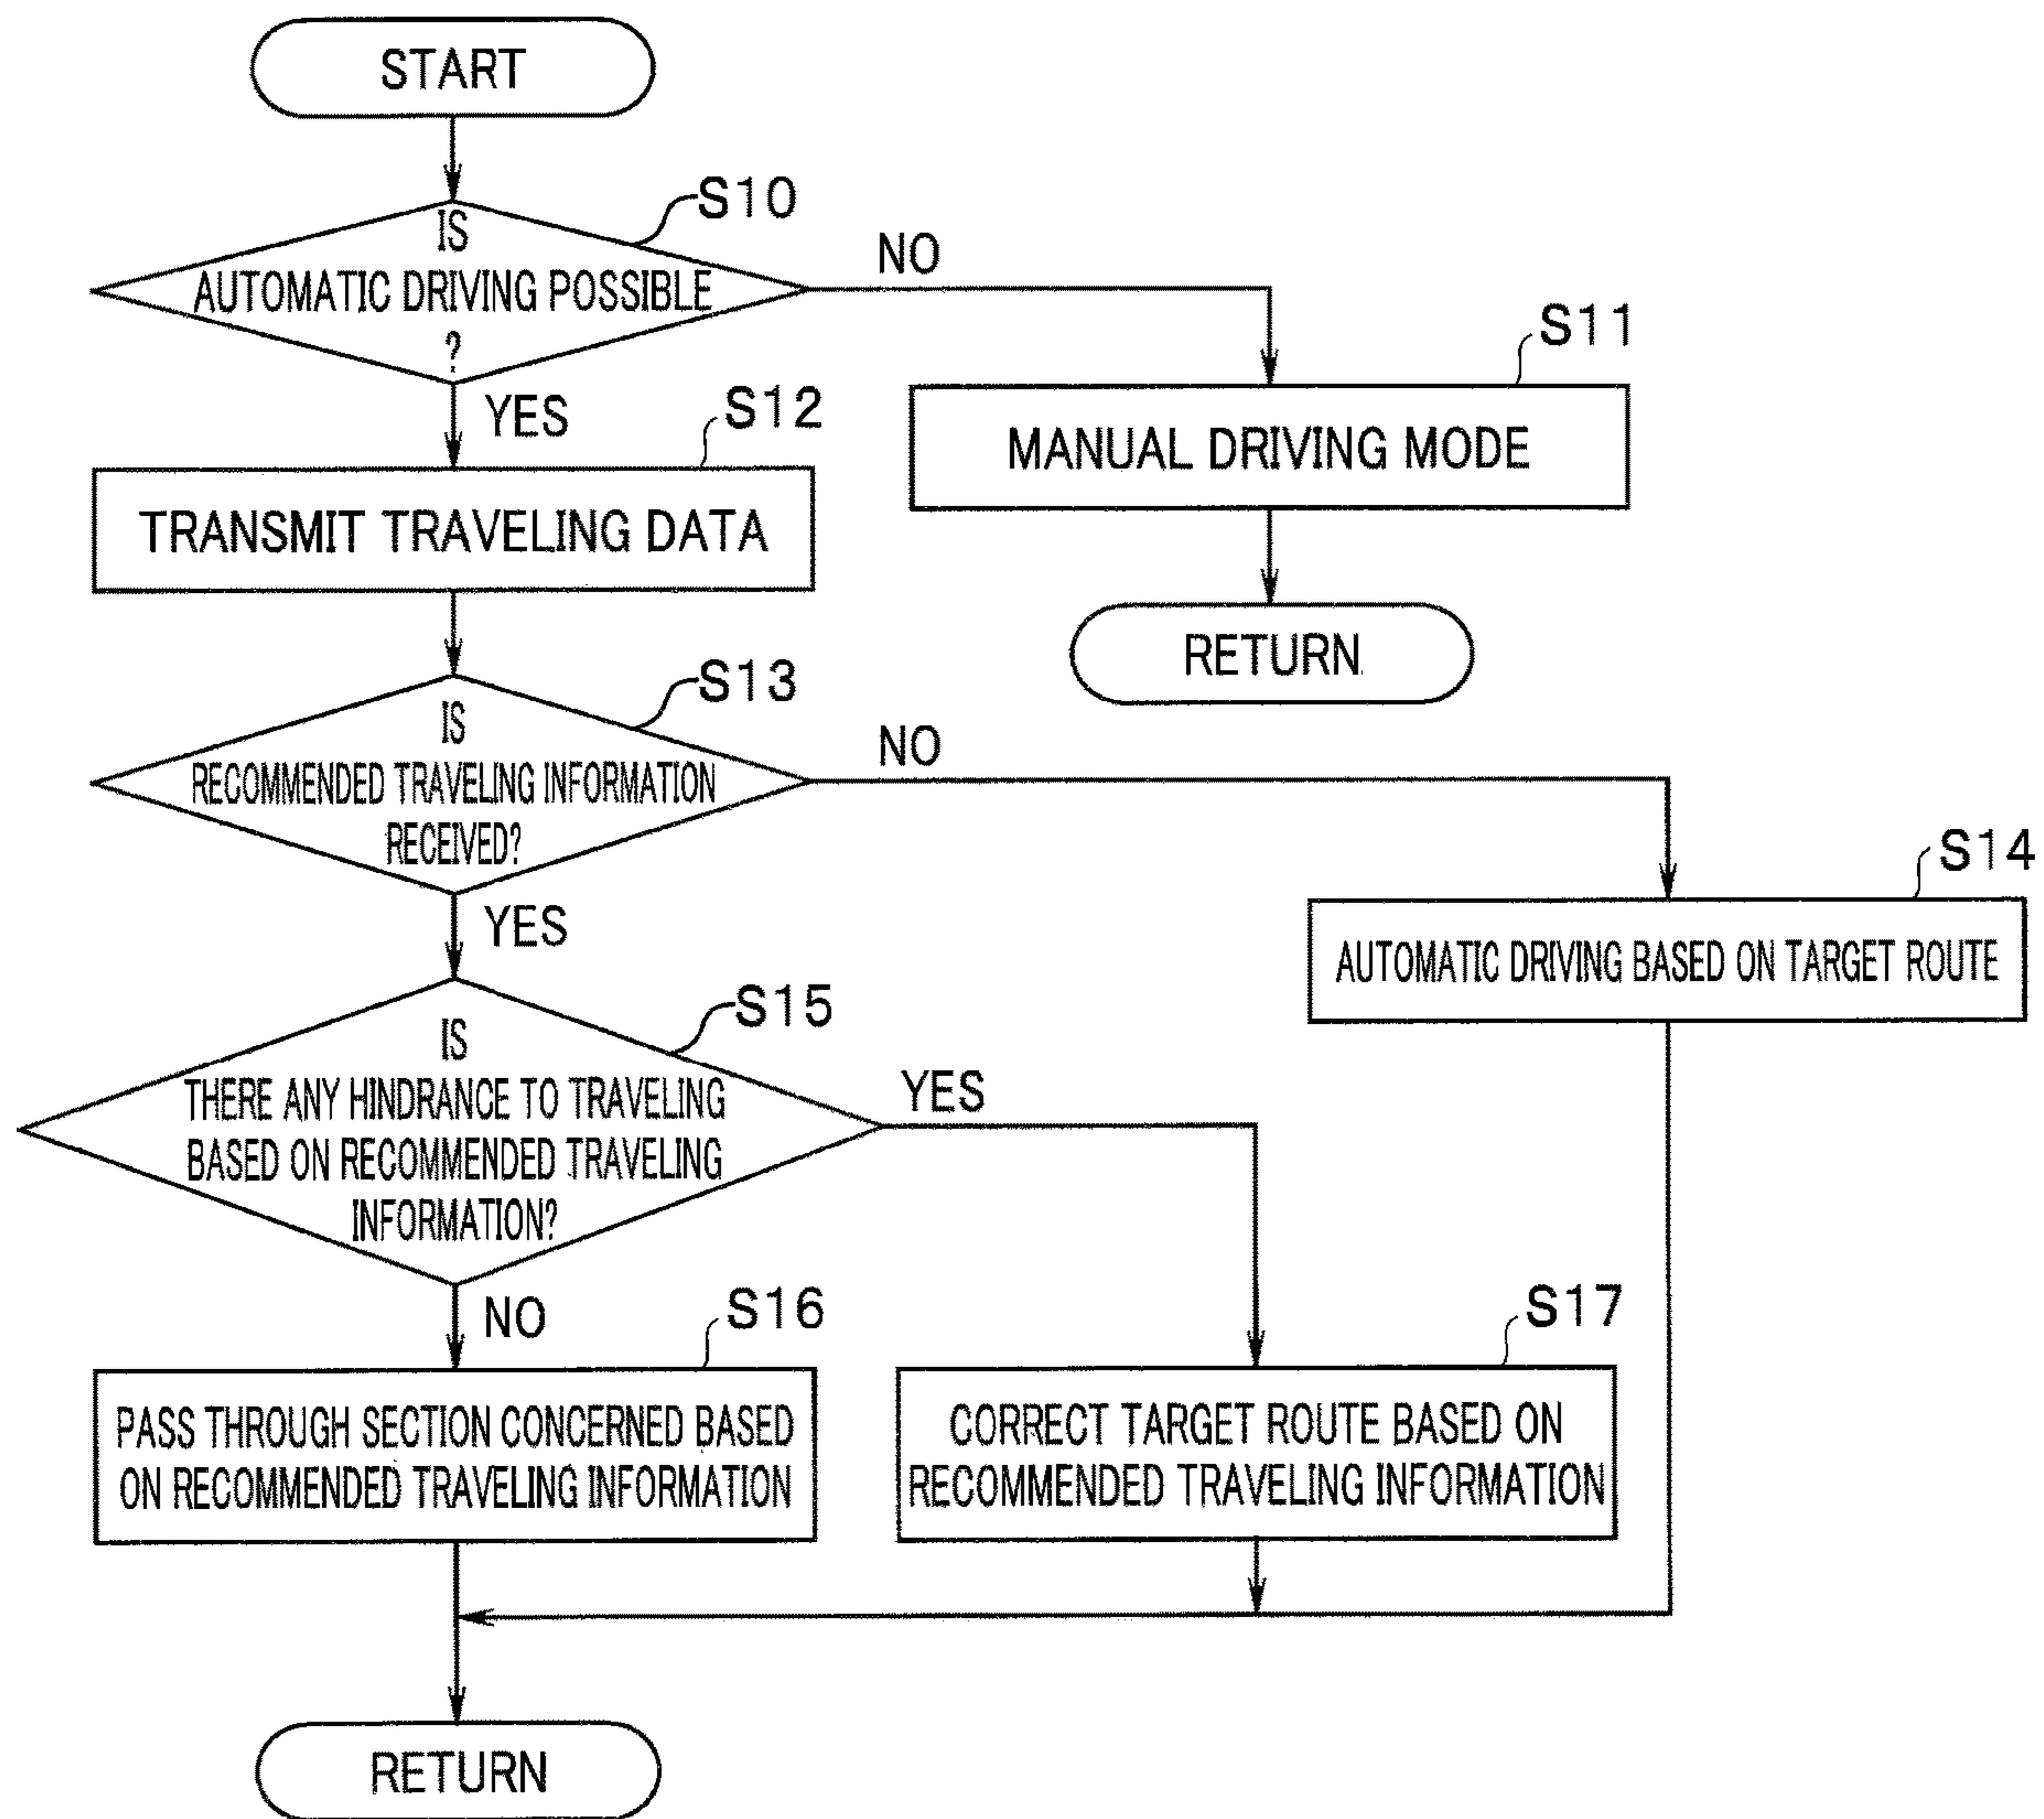 START
S10
IS
AUTOMATIC DRIVING POSSIBLE
?
NO
YES
S11
MANUAL DRIVING MODE
RETURN
S12
TRANSMIT TRAVELING DATA
S13
IS
RECOMMENDED TRAVELING INFORMATION
RECEIVED?
NO
YES
S14
AUTOMATIC DRIVING BASED ON TARGET ROUTE
S15
IS
THERE ANY HINDRANCE TO TRAVELING
BASED ON RECOMMENDED TRAVELING
INFORMATION?
YES
NO
S16
PASS THROUGH SECTION CONCERNED BASED
ON RECOMMENDED TRAVELING INFORMATION
S17
CORRECT TARGET ROUTE BASED ON
RECOMMENDED TRAVELING INFORMATION
RETURN